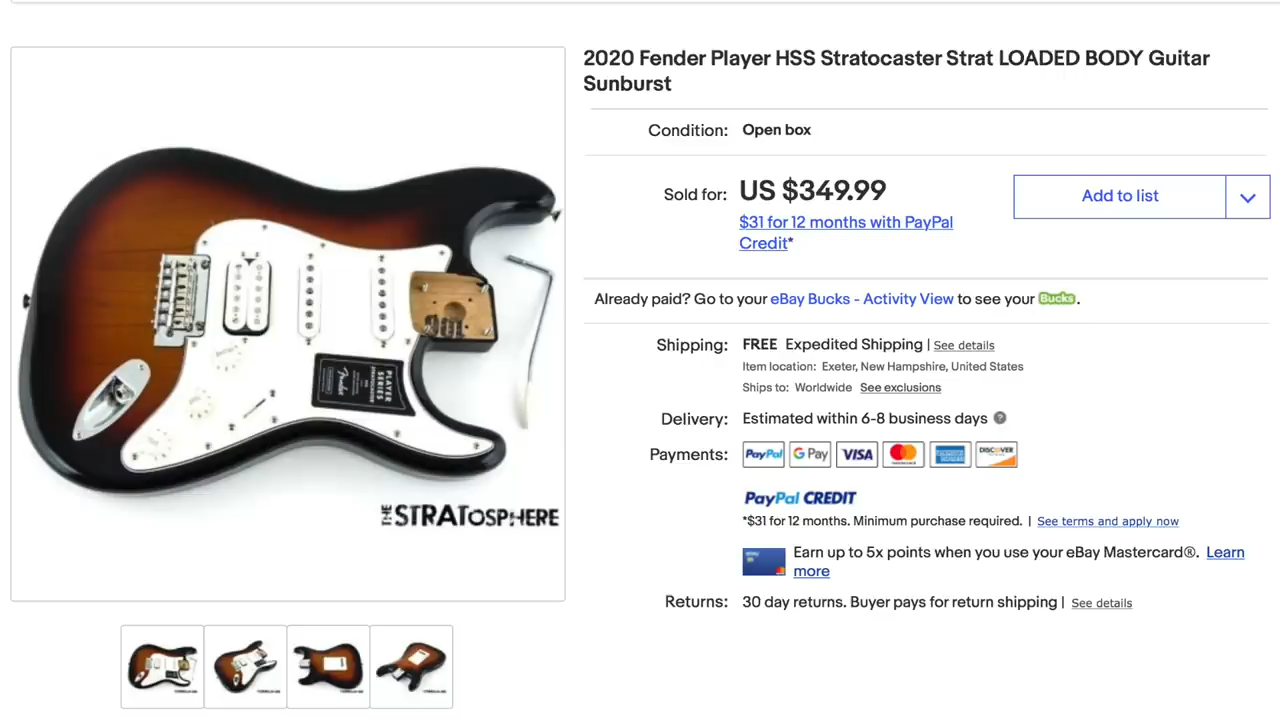 2020 Fender Player HSS Stratocaster Strat LOADED BODY Guitar
Sunburst
Condition: Open box
Sold for: US $349.99
Add to list
$31 for 12 months with PayPal
Credit*
Already paid? Go to your eBay Bucks - Activity View to see your Bucks.
Shipping: FREE Expedited Shipping | See details
Item location: Exeter, New Hampshire, United States
Ships to: Worldwide See exclusions
Delivery: Estimated within 6-8 business days
Payments: PayPal G Pay VISA DISCOVER
PayPal CREDIT
*$31 for 12 months. Minimum purchase required. | See terms and apply now
Earn up to 5x points when you use your eBay Mastercard®. Learn
more
Returns: 30 day returns. Buyer pays for return shipping | See details
PLAYER
SERIES
STRATOCASTER
Fender
THE STRATOSPHERE